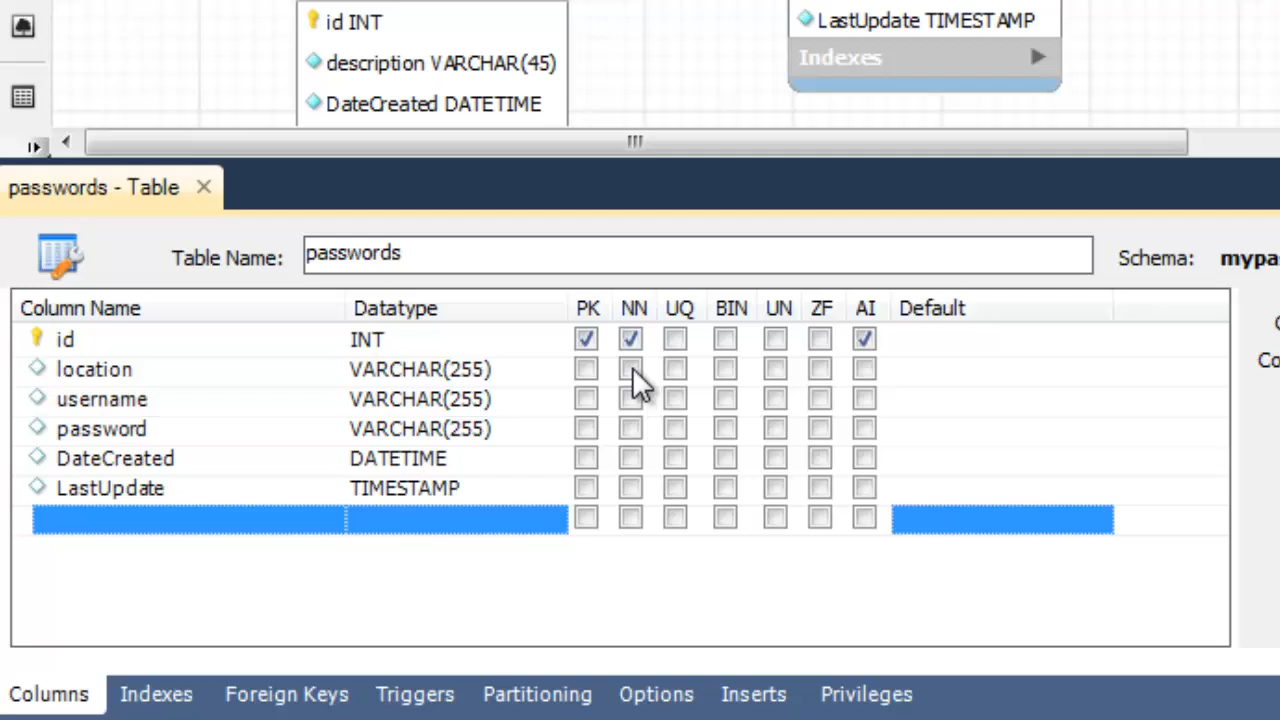 id INT
description VARCHAR(45)
DateCreated DATETIME
LastUpdate TIMESTAMP
Indexes
passwords - Table
Table Name: passwords Schema: mypa
Column Name Datatype PK NN UQ BIN UN ZF AI Default
id INT
location VARCHAR(255)
username VARCHAR(255)
password VARCHAR(255)
DateCreated DATETIME
LastUpdate TIMESTAMP
Co
Columns Indexes Foreign Keys Triggers Partitioning Options Inserts Privileges